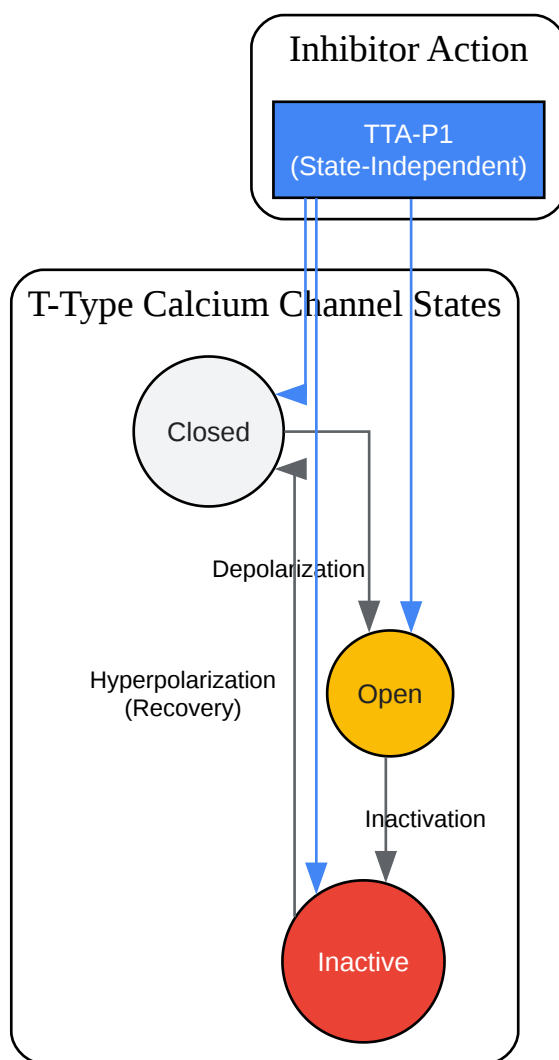 Inhibitor Action
TTA-P1
(State-Independent)
T-Type Calcium Channel States
Closed
Depolarization
Hyperpolarization
(Recovery)
Open
Inactivation
Inactive